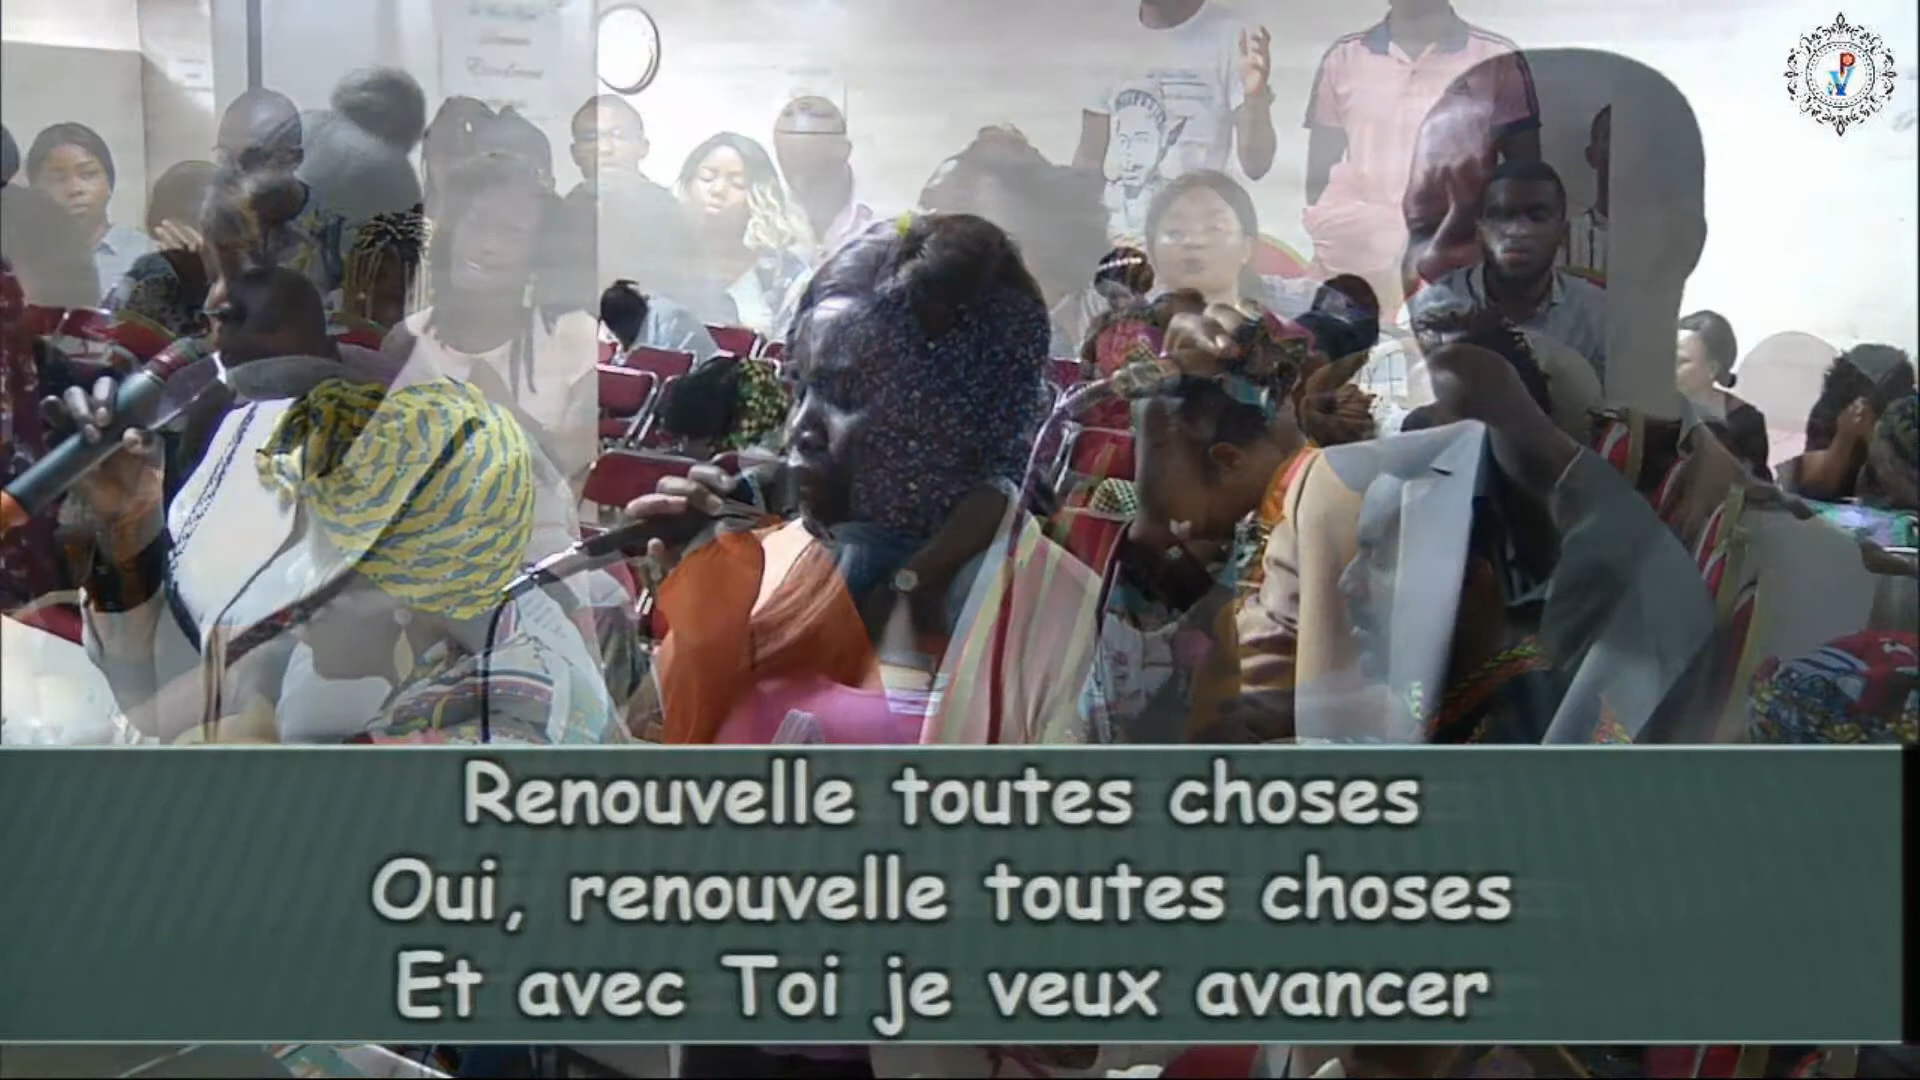 Renouvelle toutes choses
Oui, renouvelle toutes choses
Et avec Toi je veux avancer